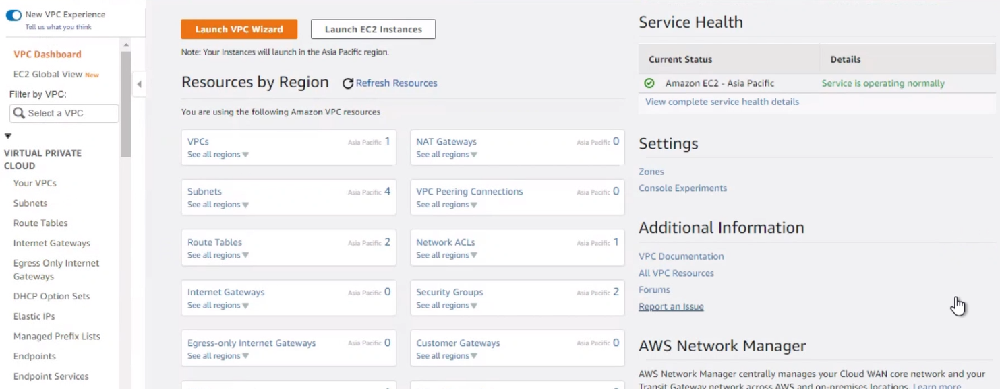 New VPC Experience
Tell us what you think
VPC Dashboard
EC2 Global View New
Filter by VPC:
Select a VPC
VIRTUAL PRIVATE
CLOUD
Your VPCs
Subnets
Route Tables
Internet Gateways
Egress Only Internet
Gateways
DHCP Option Sets
Elastic IPs
Managed Prefix Lists
Endpoints
Endpoint Services
Launch VPC Wizard
Launch EC2 Instances
Note: Your Instances will launch in the Asia Pacific region.
Resources by Region
Refresh Resources
You are using the following Amazon VPC resources
VPCs Asia Pacific 1
See all regions
NAT Gateways Asia Pacific 0
See all regions
Subnets Asia Pacific 4
See all regions
VPC Peering Connections Asia Pacific 0
See all regions
Route Tables Asia Pacific 2
See all regions
Network ACLs Asia Pacific 1
See all regions
Internet Gateways Asia Pacific 0
See all regions
Security Groups Asia Pacific 2
See all regions
Egress-only Internet Gateways Asia Pacific 0
See all regions
Customer Gateways Asia Pacific 0
See all regions
Service Health
Current Status Details
Amazon EC2 - Asia Pacific Service is operating normally
View complete service health details
Settings
Zones
Console Experiments
Additional Information
VPC Documentation
All VPC Resources
Forums
Report an Issue
AWS Network Manager
AWS Network Manager centrally manages your Cloud WAN core network and your
Transit Gateway network across AWS and on-premises locations. Learn more